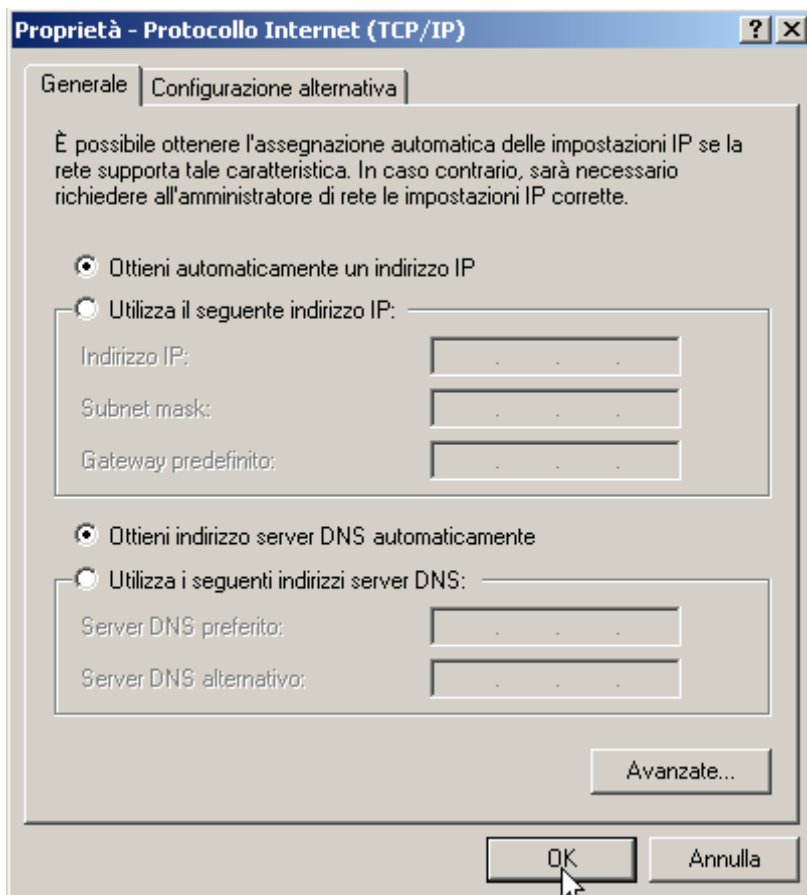 Proprietà - Protocollo Internet (TCP/IP)
Generale
Configurazione alternativa
È possibile ottenere l'assegnazione automatica delle impostazioni IP se la
rete supporta tale caratteristica. In caso contrario, sarà necessario
richiedere all'amministratore di rete le impostazioni IP corrette.
Ottieni automaticamente un indirizzo IP
Utilizza il seguente indirizzo IP:
Indirizzo IP:
Subnet mask:
Gateway predefinito:
Ottieni indirizzo server DNS automaticamente
Utilizza i seguenti indirizzi server DNS:
Server DNS preferito:
Server DNS alternativo:
Avanzate...
OK
Annulla